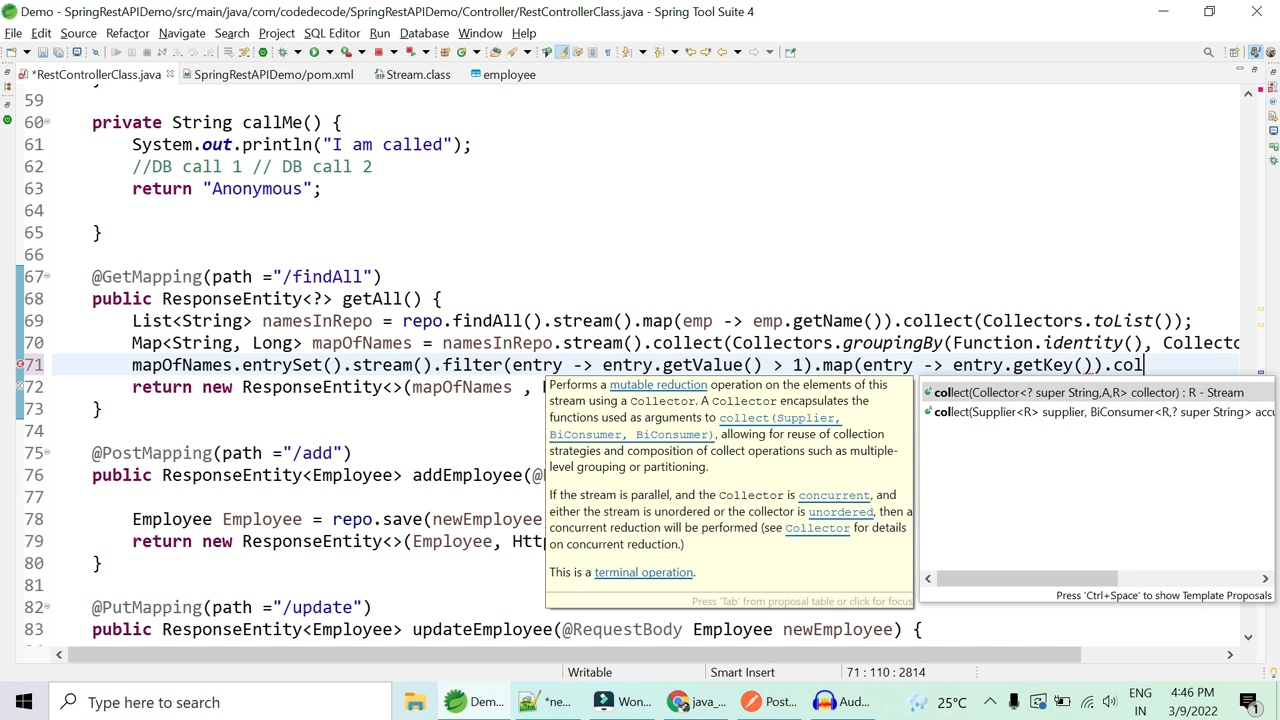 Demo - SpringRestAPIDemo/src/main/java/com/codedecode/SpringRestAPIDemo/Controller/RestControllerClass.java - Spring Tool Suite 4
File Edit Source Refactor Navigate Search Project SQL Editor Run Database Window Help
*RestControllerClass.java SpringRestAPIDemo/pom.xml Stream.class employee
59
60 private String callMe() {
61 System.out.println("I am called");
62 //DB call 1 // DB call 2
63 return "Anonymous";
64
65 }
66
67 @GetMapping(path ="/findAll")
68 public ResponseEntity<?> getAll() {
69 List<String> namesInRepo = repo.findAll().stream().map(emp -> emp.getName()).collect(Collectors.toList());
70 Map<String, Long> mapOfNames = namesInRepo.stream().collect(Collectors.groupingBy(Function.identity(), Collecto
71 mapOfNames.entrySet().stream().filter(entry -> entry.getValue() > 1).map(entry -> entry.getKey()).col
72 return new ResponseEntity<>(mapOfNames , H
73 }
74
75 @PostMapping(path ="/add")
76 public ResponseEntity<Employee> addEmployee(@
77
78 Employee Employee = repo.save(newEmployee
79 return new ResponseEntity<>(Employee, Htt
80 }
81
82 @PutMapping(path ="/update")
83 public ResponseEntity<Employee> updateEmployee(@RequestBody Employee newEmployee) {
Performs a mutable reduction operation on the elements of this
stream using a Collector. A Collector encapsulates the
functions used as arguments to collect(Supplier,
BiConsumer, BiConsumer), allowing for reuse of collection
strategies and composition of collect operations such as multiple-
level grouping or partitioning.
If the stream is parallel, and the Collector is concurrent, and
either the stream is unordered or the collector is unordered, then a
concurrent reduction will be performed (see Collector for details
on concurrent reduction.)
This is a terminal operation.
Press 'Tab' from proposal table or click for focus
collect(Collector<? super String,A,R> collector) : R - Stream
collect(Supplier<R> supplier, BiConsumer<R,? super String> accu
Press 'Ctrl+Space' to show Template Proposals
Writable Smart Insert 71 : 110 : 2814
Type here to search Dem... *ne... Won... java_... Post... Aud... 25°C ENG 4:46 PM
IN 3/9/2022
1